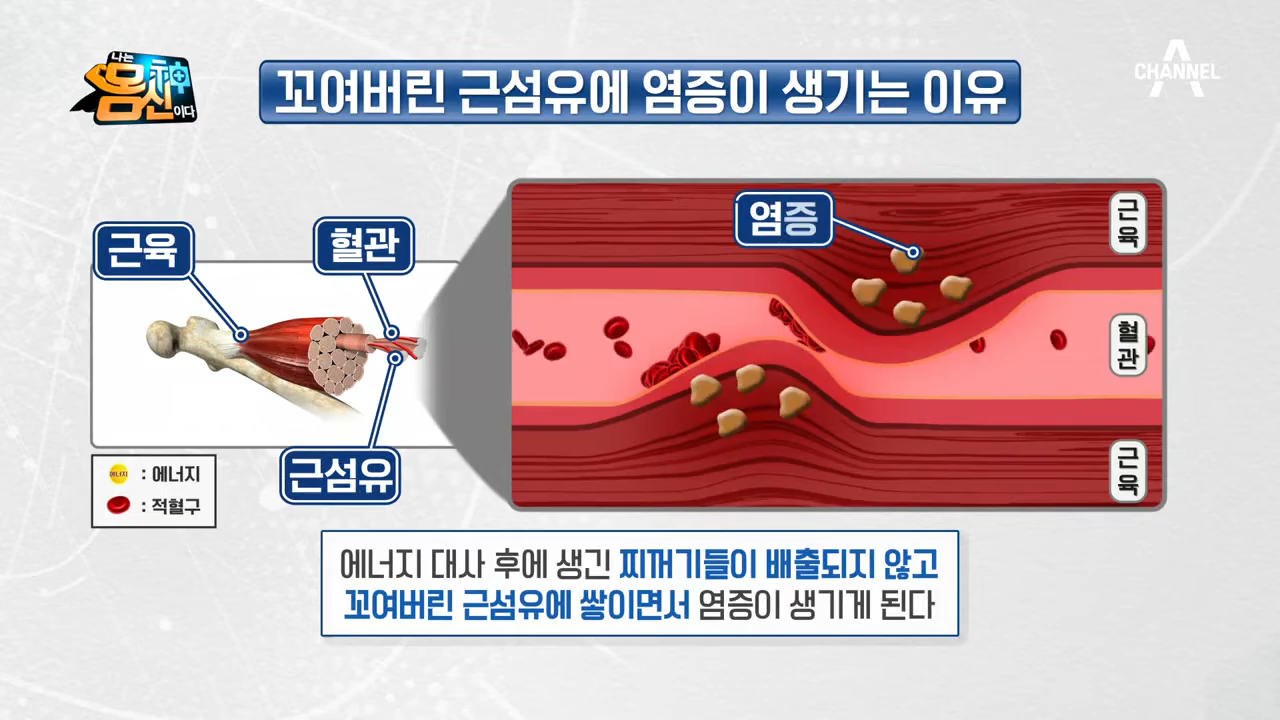 나는
몸神
신이다
꼬여버린 근섬유에 염증이 생기는 이유
CHANNEL A
근육
혈관
근섬유
염증
근육
혈관
근육
에너지 : 에너지
: 적혈구
에너지 대사 후에 생긴 찌꺼기들이 배출되지 않고
꼬여버린 근섬유에 쌓이면서 염증이 생기게 된다